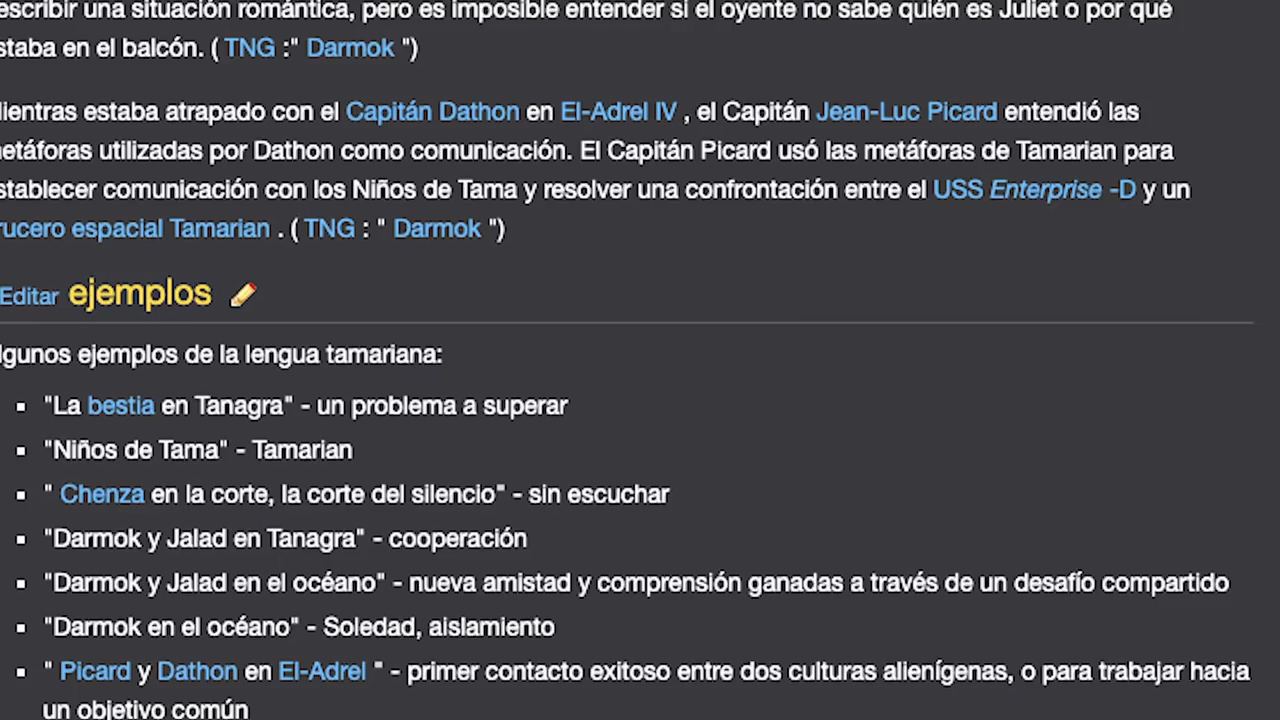 escribir una situación romántica, pero es imposible entender si el oyente no sabe quién es Juliet o por qué
staba en el balcón. ( TNG :" Darmok ")
lientras estaba atrapado con el Capitán Dathon en El-Adrel IV , el Capitán Jean-Luc Picard entendió las
etáforas utilizadas por Dathon como comunicación. El Capitán Picard usó las metáforas de Tamarian para
stablecer comunicación con los Niños de Tama y resolver una confrontación entre el USS Enterprise -D y un
rucero espacial Tamarian . ( TNG : " Darmok ")
Editar ejemplos
lgunos ejemplos de la lengua tamariana:
▪ "La bestia en Tanagra" - un problema a superar
▪ "Niños de Tama" - Tamarian
▪ " Chenza en la corte, la corte del silencio" - sin escuchar
▪ "Darmok y Jalad en Tanagra" - cooperación
▪ "Darmok y Jalad en el océano" - nueva amistad y comprensión ganadas a través de un desafío compartido
▪ "Darmok en el océano" - Soledad, aislamiento
▪ " Picard y Dathon en El-Adrel " - primer contacto exitoso entre dos culturas alienígenas, o para trabajar hacia
un objetivo común